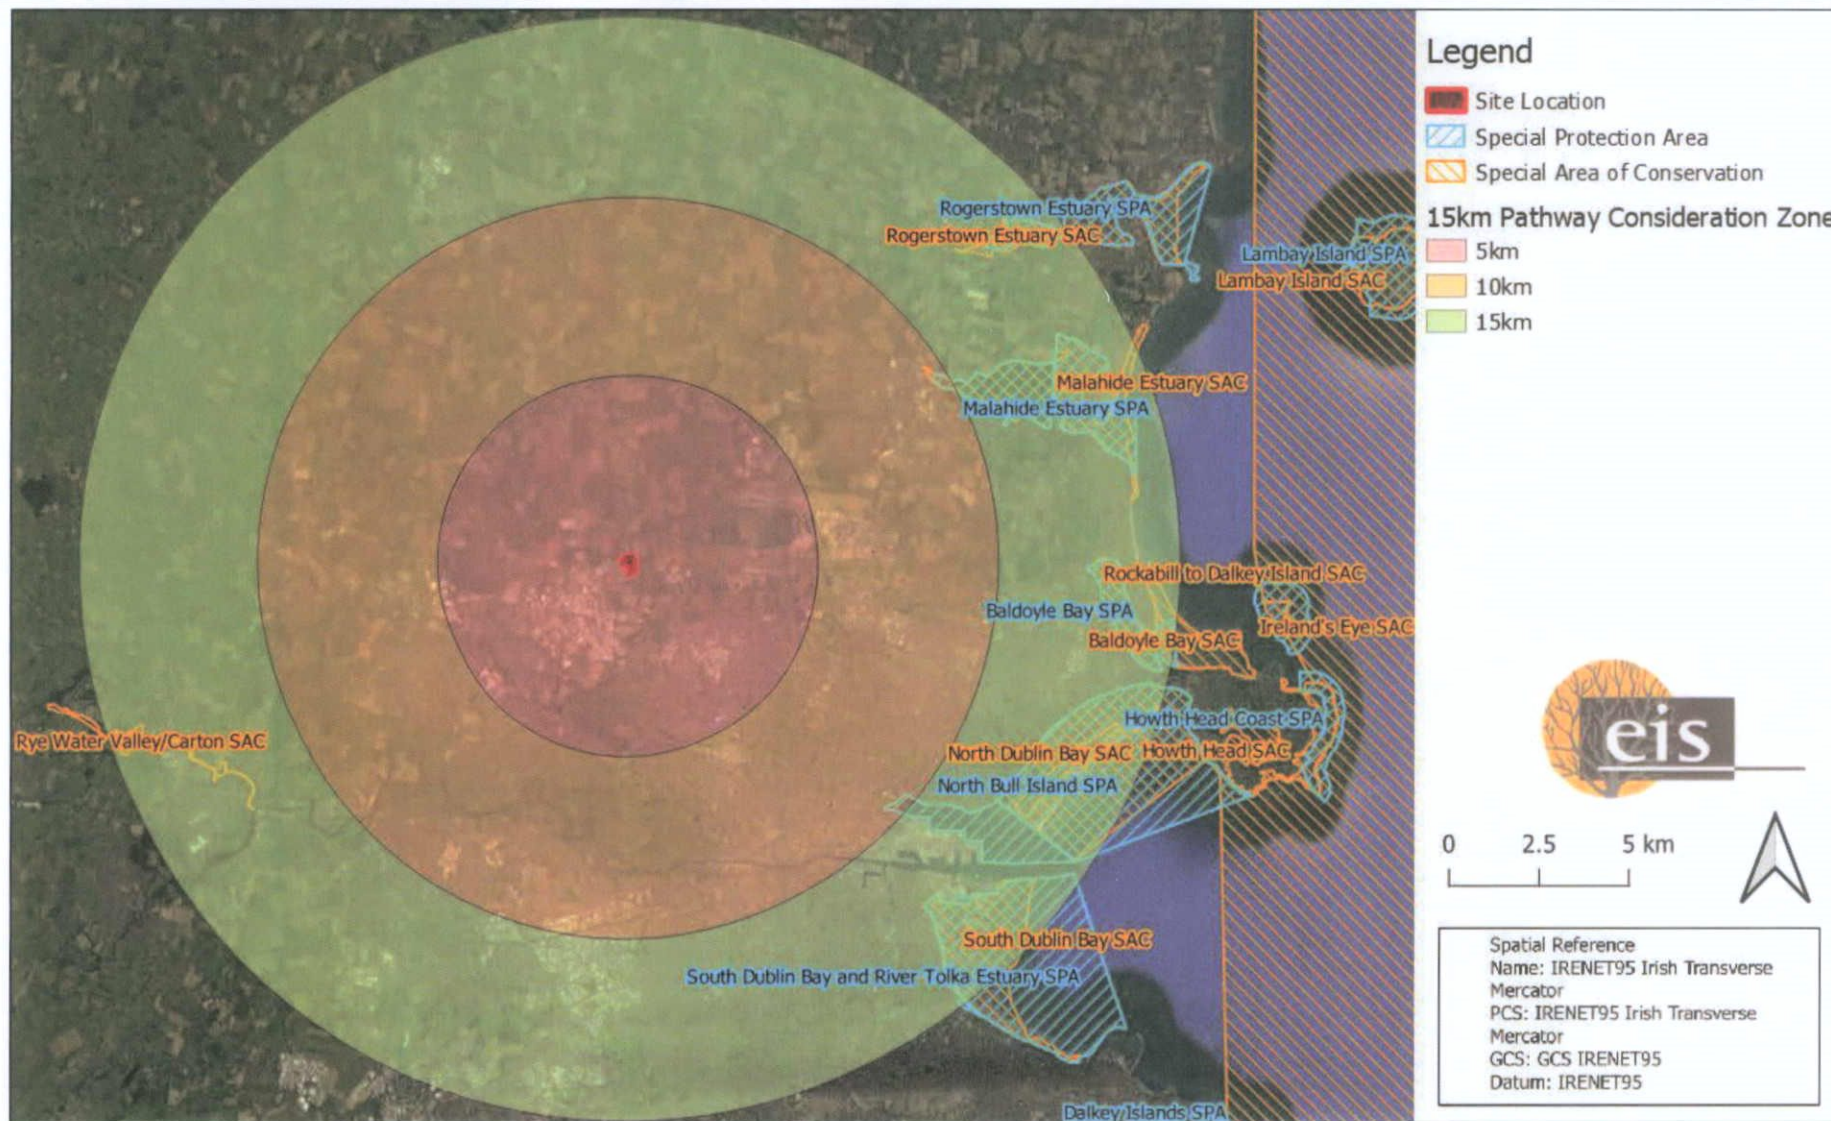 Legend
Site Location
Special Protection Area
Special Area of Conservation
15km Pathway Consideration Zone
5km
10km
15km
Rogerstown Estuary SPA
Rogerstown Estuary SAC
Lambay Island SPA
Lambay Island SAC
Malahide Estuary SAC
Malahide Estuary SPA
Rockabill to Dalkey Island SAC
Baldoyle Bay SPA
Ireland's Eye SAC
Baldoyle Bay SAC
Howth Head Coast SPA
Rye Water Valley/Carton SAC
North Dublin Bay SAC
Howth Head SAC
North Bull Island SPA
South Dublin Bay SAC
South Dublin Bay and River Tolka Estuary SPA
Dalkey Islands SPA
eis
0 2.5 5 km
Spatial Reference
Name: IRENET95 Irish Transverse
Mercator
PCS: IRENET95 Irish Transverse
Mercator
GCS: GCS IRENET95
Datum: IRENET95